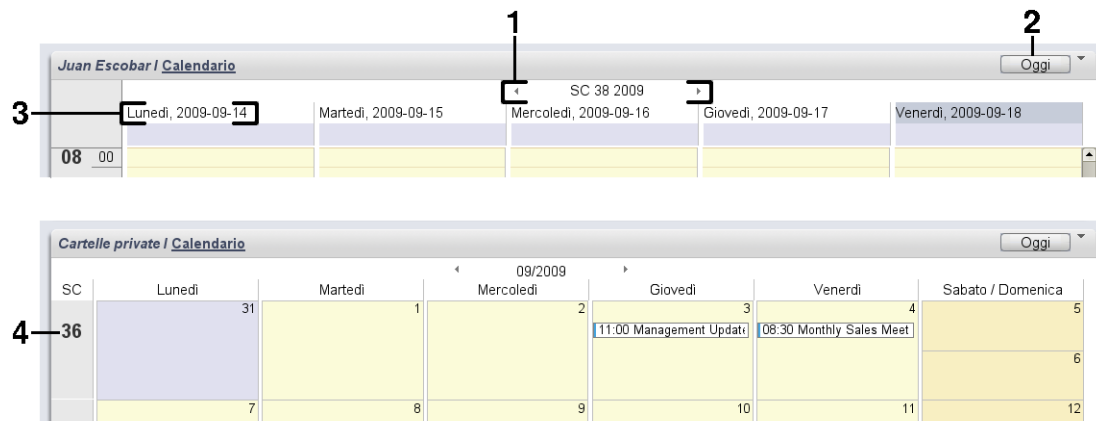 1
2
Juan Escobar / Calendario
Oggi
SC 38 2009
3
Lunedì, 2009-09-14 Martedì, 2009-09-15 Mercoledì, 2009-09-16 Giovedì, 2009-09-17 Venerdì, 2009-09-18
08 00
Cartelle private / Calendario
Oggi
09/2009
SC Lunedì Martedì Mercoledì Giovedì Venerdì Sabato / Domenica
31 1 2 3 4 5
4
36
11:00 Management Update 08:30 Monthly Sales Meet
6
7 8 9 10 11 12